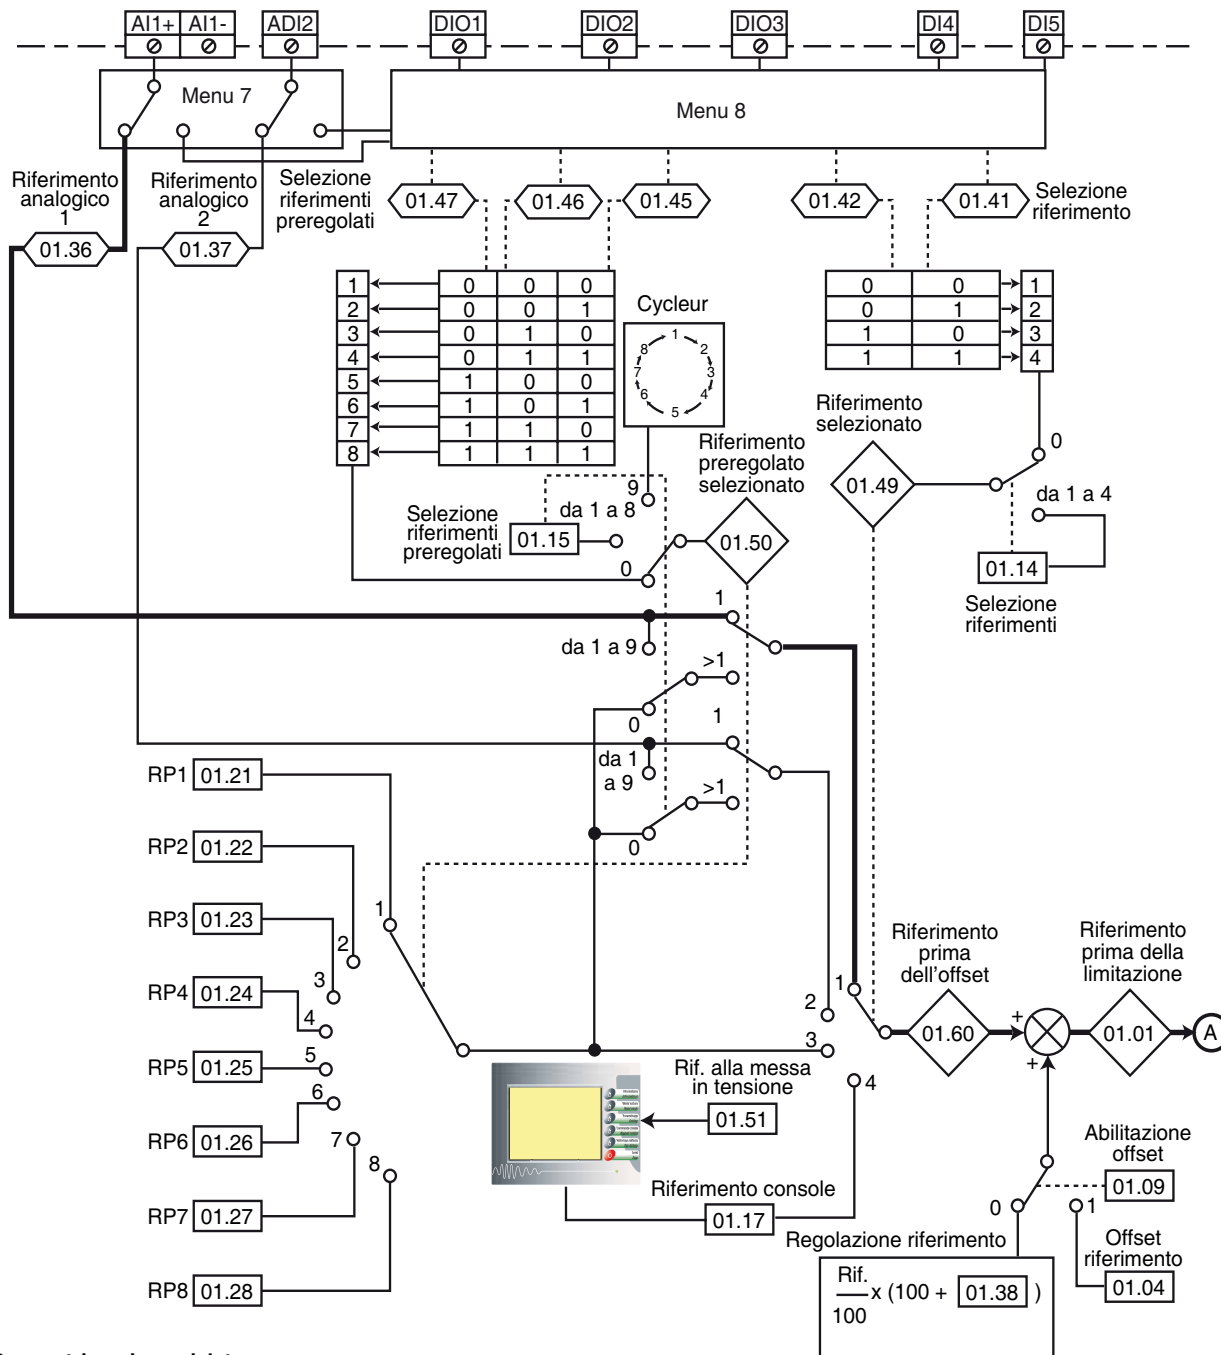 AI1+ AI1- ADI2 DIO1 DIO2 DIO3 DI4 DI5
Menu 7
Menu 8
Riferimento
analogico
1
Riferimento
analogico
2
Selezione
riferimenti
preregolati
01.47
01.46
01.45
01.42
01.41
Selezione
riferimento
01.36
01.37
1 0 0 0
2 0 0 1
3 0 1 0
4 0 1 1
5 1 0 0
6 1 0 1
7 1 1 0
8 1 1 1
Cycleur
1
2
3
4
5
6
7
8
0 0 1
0 1 2
1 0 3
1 1 4
Riferimento
selezionato
01.49
0
da 1 a 4
01.14
Selezione
riferimenti
Riferimento
preregolato
selezionato
01.50
9
da 1 a 8
Selezione
riferimenti
preregolati
01.15
0
1
da 1 a 9
>1
0
1
da 1
a 9
>1
0
RP1 01.21
RP2 01.22
RP3 01.23
RP4 01.24
RP5 01.25
RP6 01.26
RP7 01.27
RP8 01.28
1
2
3
4
5
6
7
8
1
2
3
4
Riferimento
prima
dell'offset
01.60
+
+
Riferimento
prima della
limitazione
01.01
A
Rif. alla messa
in tensione
01.51
Riferimento console
01.17
Abilitazione
offset
01.09
0
1
Offset
riferimento
01.04
Regolazione riferimento
Rif.
100
x (100 + 01.38 )